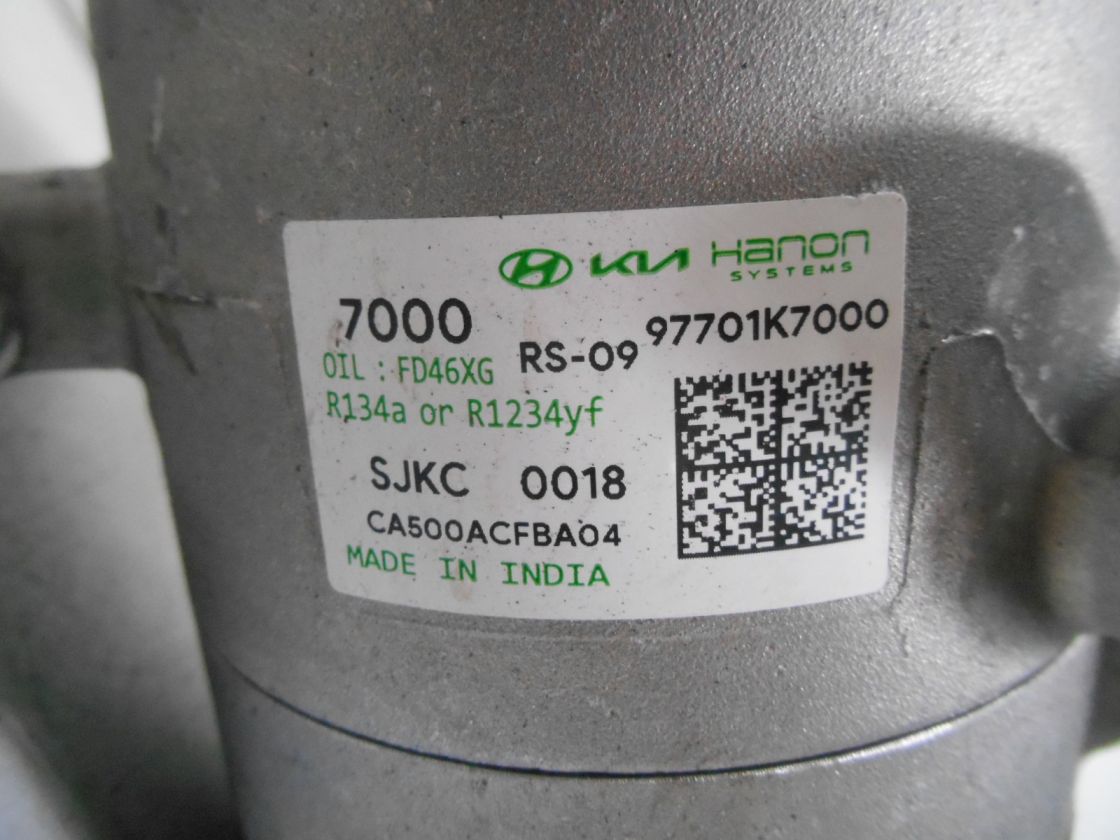 KIA Hanon
SYSTEMS
7000 RS-09 97701K7000
OIL : FD46XG
R134a or R1234yf
SJKC 0018
CA500ACFBA04
MADE IN INDIA